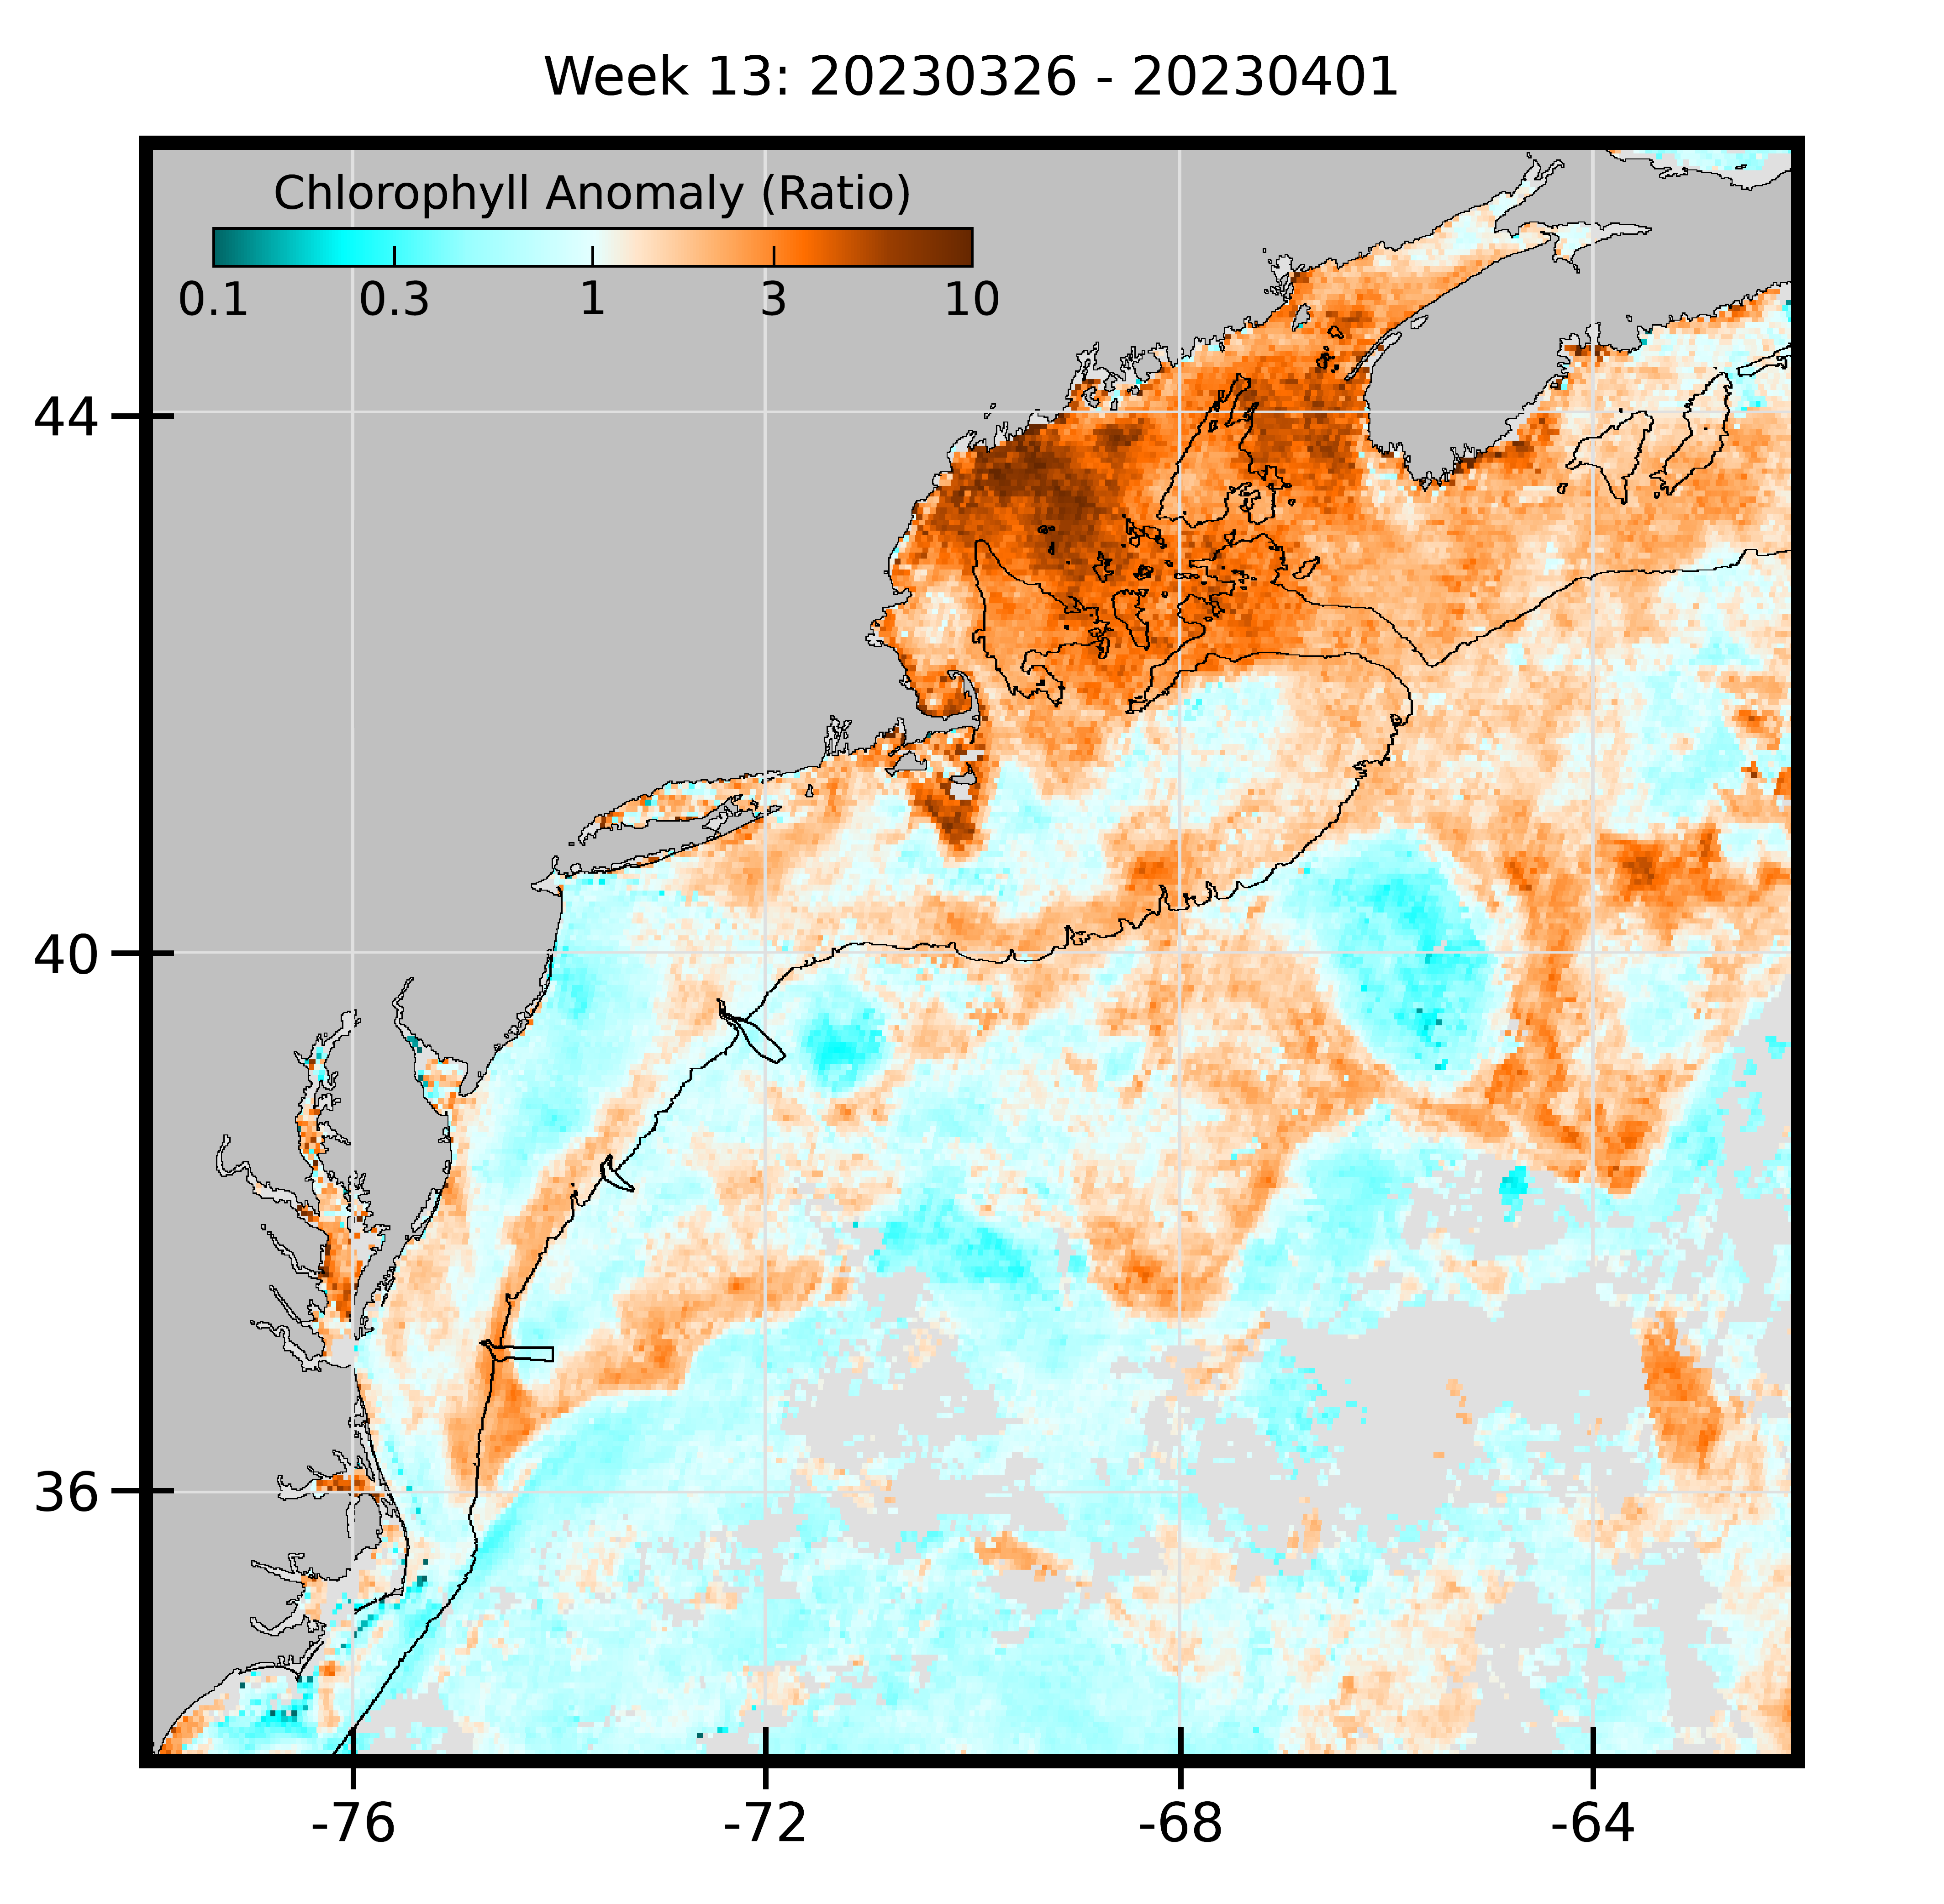 Week 13: 20230326 - 20230401
Chlorophyll Anomaly (Ratio)
0.1 0.3 1 3 10
44
40
36
-76 -72 -68 -64